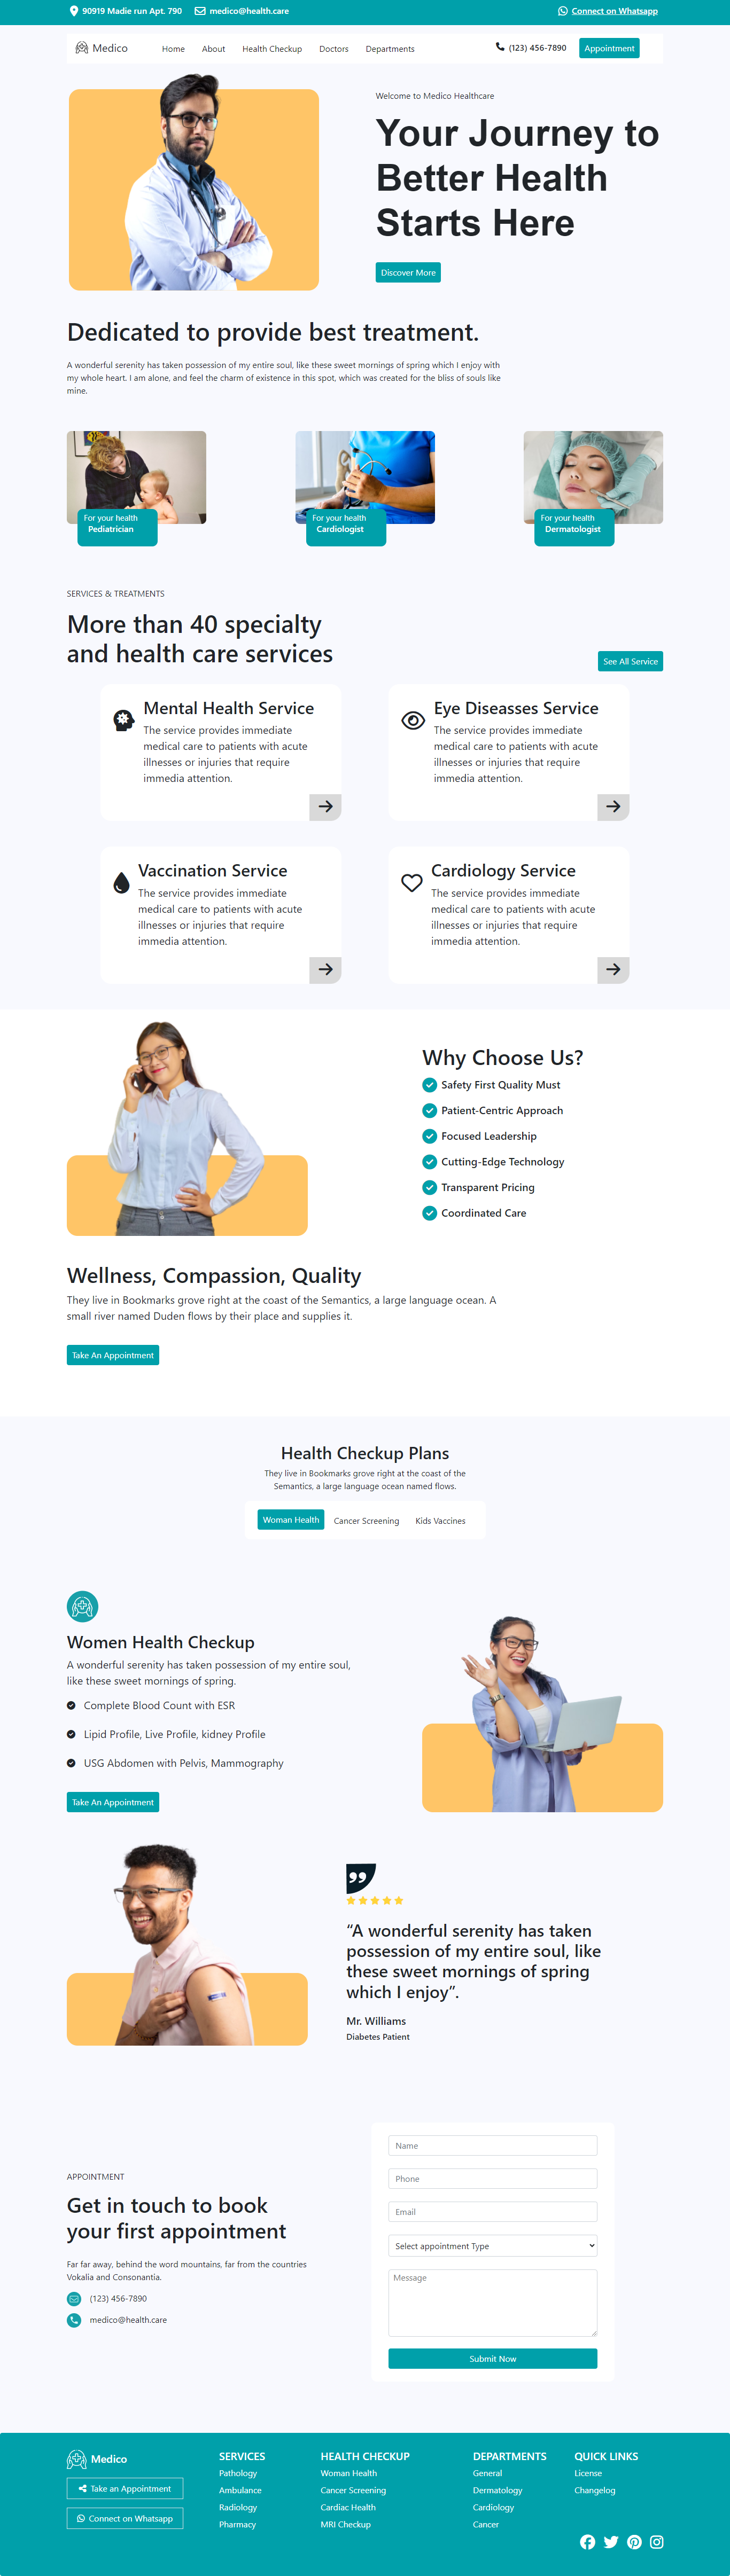 90919 Madie run Apt. 790 medico@health.care Connect on Whatsapp
Medico Home About Health Checkup Doctors Departments (123) 456-7890 Appointment
Welcome to Medico Healthcare
Your Journey to
Better Health
Starts Here
Discover More
Dedicated to provide best treatment.
A wonderful serenity has taken possession of my entire soul, like these sweet mornings of spring which I enjoy with
my whole heart. I am alone, and feel the charm of existence in this spot, which was created for the bliss of souls like
mine.
For your health
Pediatrician
For your health
Cardiologist
For your health
Dermatologist
SERVICES & TREATMENTS
More than 40 specialty
and health care services
See All Service
Mental Health Service
The service provides immediate
medical care to patients with acute
illnesses or injuries that require
immedia attention.
Eye Diseasses Service
The service provides immediate
medical care to patients with acute
illnesses or injuries that require
immedia attention.
Vaccination Service
The service provides immediate
medical care to patients with acute
illnesses or injuries that require
immedia attention.
Cardiology Service
The service provides immediate
medical care to patients with acute
illnesses or injuries that require
immedia attention.
Why Choose Us?
Safety First Quality Must
Patient-Centric Approach
Focused Leadership
Cutting-Edge Technology
Transparent Pricing
Coordinated Care
Wellness, Compassion, Quality
They live in Bookmarks grove right at the coast of the Semantics, a large language ocean. A
small river named Duden flows by their place and supplies it.
Take An Appointment
Health Checkup Plans
They live in Bookmarks grove right at the coast of the
Semantics, a large language ocean named flows.
Woman Health Cancer Screening Kids Vaccines
Women Health Checkup
A wonderful serenity has taken possession of my entire soul,
like these sweet mornings of spring.
Complete Blood Count with ESR
Lipid Profile, Live Profile, kidney Profile
USG Abdomen with Pelvis, Mammography
Take An Appointment
“A wonderful serenity has taken
possession of my entire soul, like
these sweet mornings of spring
which I enjoy”.
Mr. Williams
Diabetes Patient
APPOINTMENT
Get in touch to book
your first appointment
Far far away, behind the word mountains, far from the countries
Vokalia and Consonantia.
(123) 456-7890
medico@health.care
Name
Phone
Email
Select appointment Type
Message
Submit Now
Medico
Take an Appointment
Connect on Whatsapp
SERVICES
Pathology
Ambulance
Radiology
Pharmacy
HEALTH CHECKUP
Woman Health
Cancer Screening
Cardiac Health
MRI Checkup
DEPARTMENTS
General
Dermatology
Cardiology
Cancer
QUICK LINKS
License
Changelog